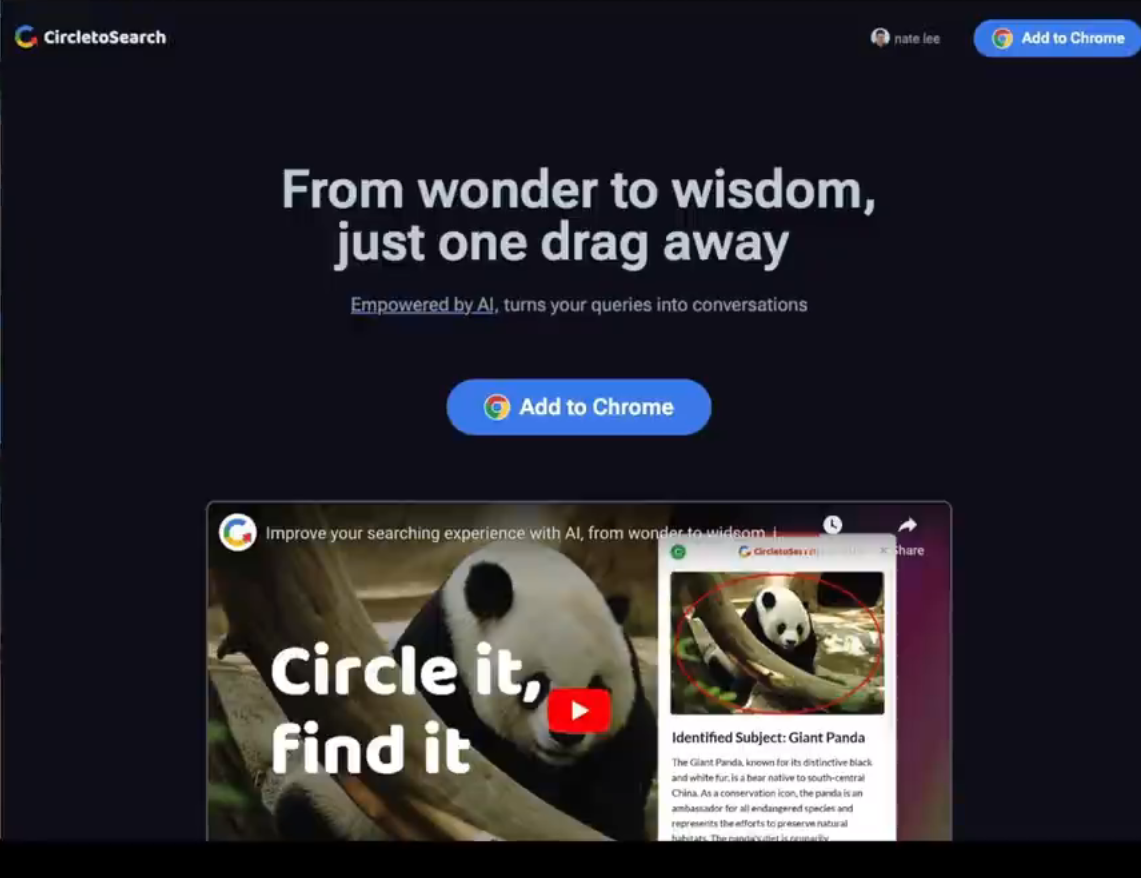 CircletoSearch
nate lee
Add to Chrome
From wonder to wisdom,
just one drag away
Empowered by AI, turns your queries into conversations
Add to Chrome
Improve your searching experience with AI, from wonder to widsom, i...
Share
CircletoSearch
Circle it,
find it
Identified Subject: Giant Panda
The Giant Panda, known for its distinctive black
and white fur, is a bear native to south-central
China. As a conservation icon, the panda is an
ambassador for all endangered species and
represents the efforts to preserve natural
habitats. The panda's diet is primarily